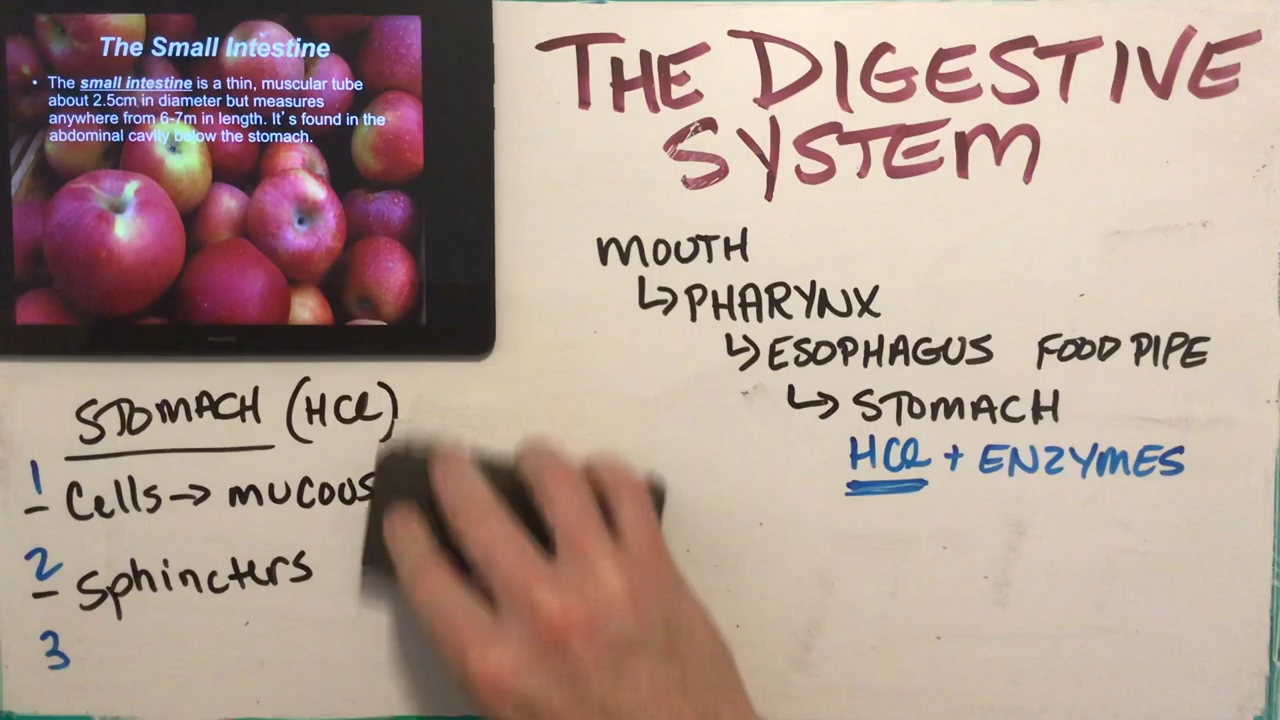 The Small Intestine
• The small intestine is a thin, muscular tube
about 2.5cm in diameter but measures
anywhere from 6-7m in length. It's found in the
abdominal cavity below the stomach.
THE DIGESTIVE
SYSTEM
MOUTH
↳ PHARYNX
↳ ESOPHAGUS FOOD PIPE
↳ STOMACH
HCl + ENZYMES
STOMACH (HCl)
1 - Cells → mucous
2 - Sphincters
3